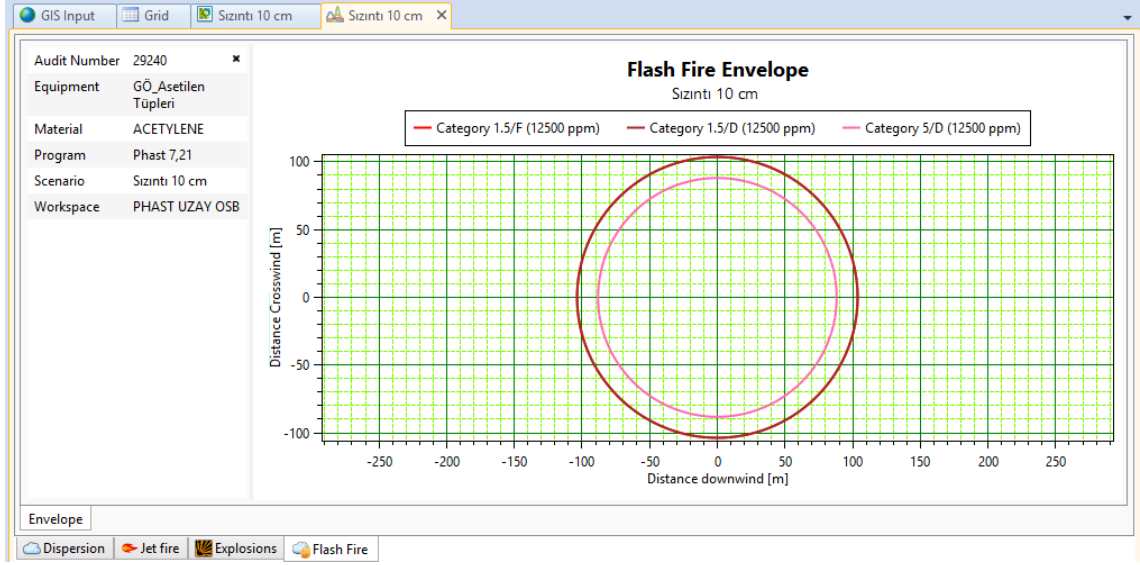 GIS Input Grid Sızıntı 10 cm Sızıntı 10 cm
Audit Number 29240
Equipment GÖ_Asetilen
Tüpleri
Material ACETYLENE
Program Phast 7,21
Scenario Sızıntı 10 cm
Workspace PHAST UZAY OSB
Flash Fire Envelope
Sızıntı 10 cm
Category 1.5/F (12500 ppm) Category 1.5/D (12500 ppm) Category 5/D (12500 ppm)
Distance Crosswind [m]
100
50
0
-50
-100
-250 -200 -150 -100 -50 0 50 100 150 200 250
Distance downwind [m]
Envelope
Dispersion Jet fire Explosions Flash Fire